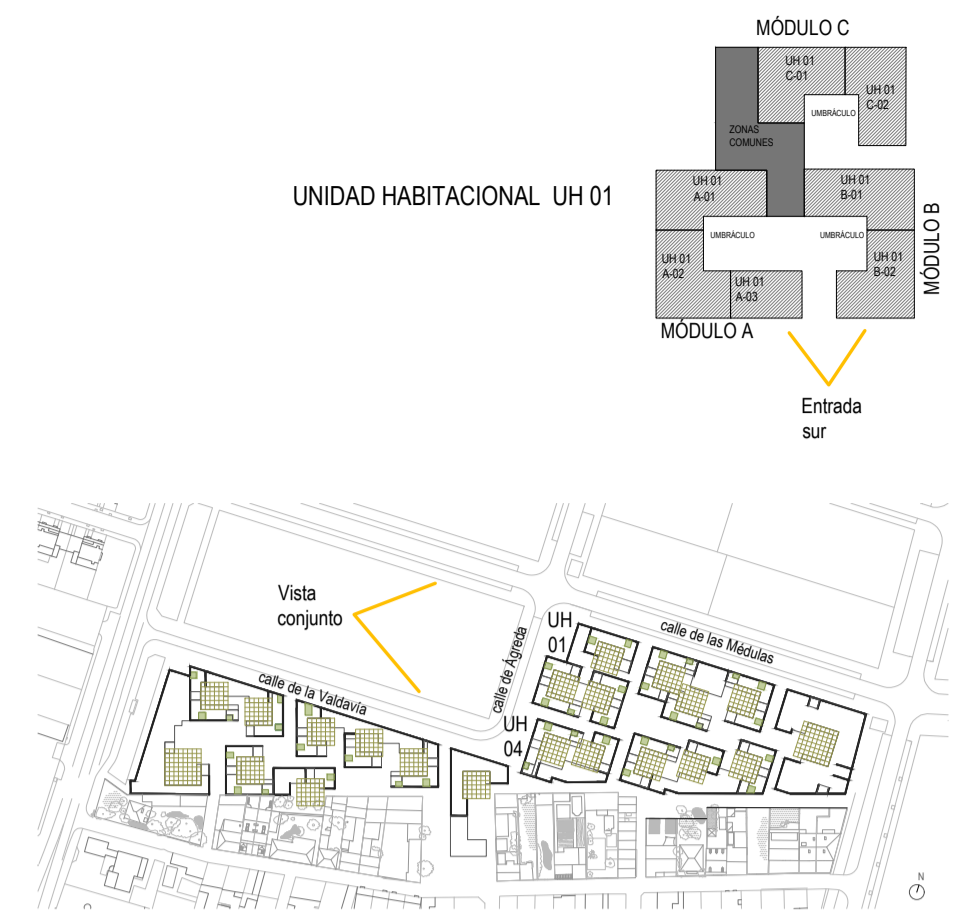 MÓDULO C
UH 01
C-01
UH 01
C-02
UMBRÁCULO
ZONAS
COMUNES
UNIDAD HABITACIONAL  UH 01
UH 01
A-01
UH 01
B-01
UMBRÁCULO
UMBRÁCULO
UH 01
A-02
UH 01
A-03
UH 01
B-02
MÓDULO B
MÓDULO A
Entrada
sur
Vista
conjunto
calle de la Valdavía
calle de Ágreda
UH
01
calle de las Médulas
UH
04
N